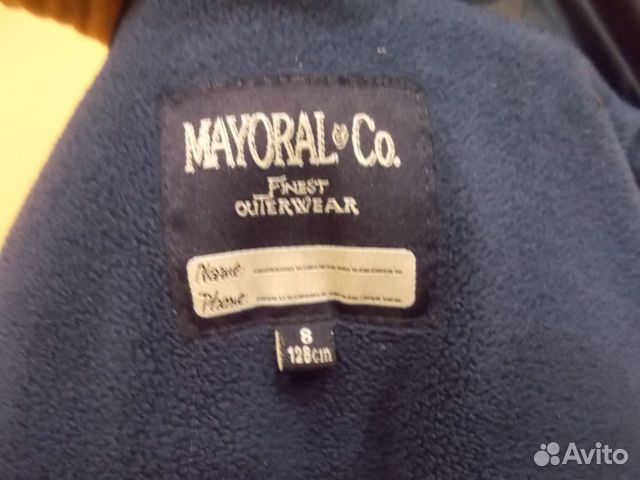 MAYORAL & Co.
FINEST
OUTERWEAR
Name
Phone
8
128cm
Avito